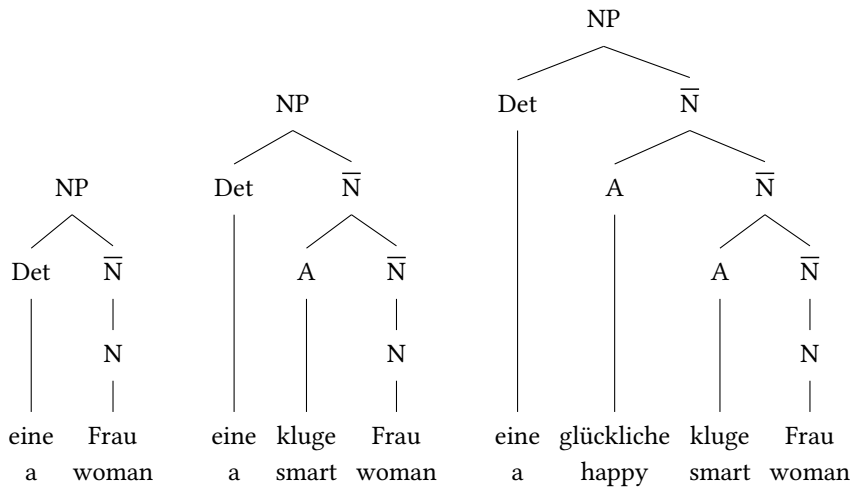 NP
NP
Det N̅
NP
Det N̅
A N̅
Det N̅
A N̅
A N̅
N
N
N
eine Frau
a woman
eine kluge Frau
a smart woman
eine glückliche kluge Frau
a happy smart woman